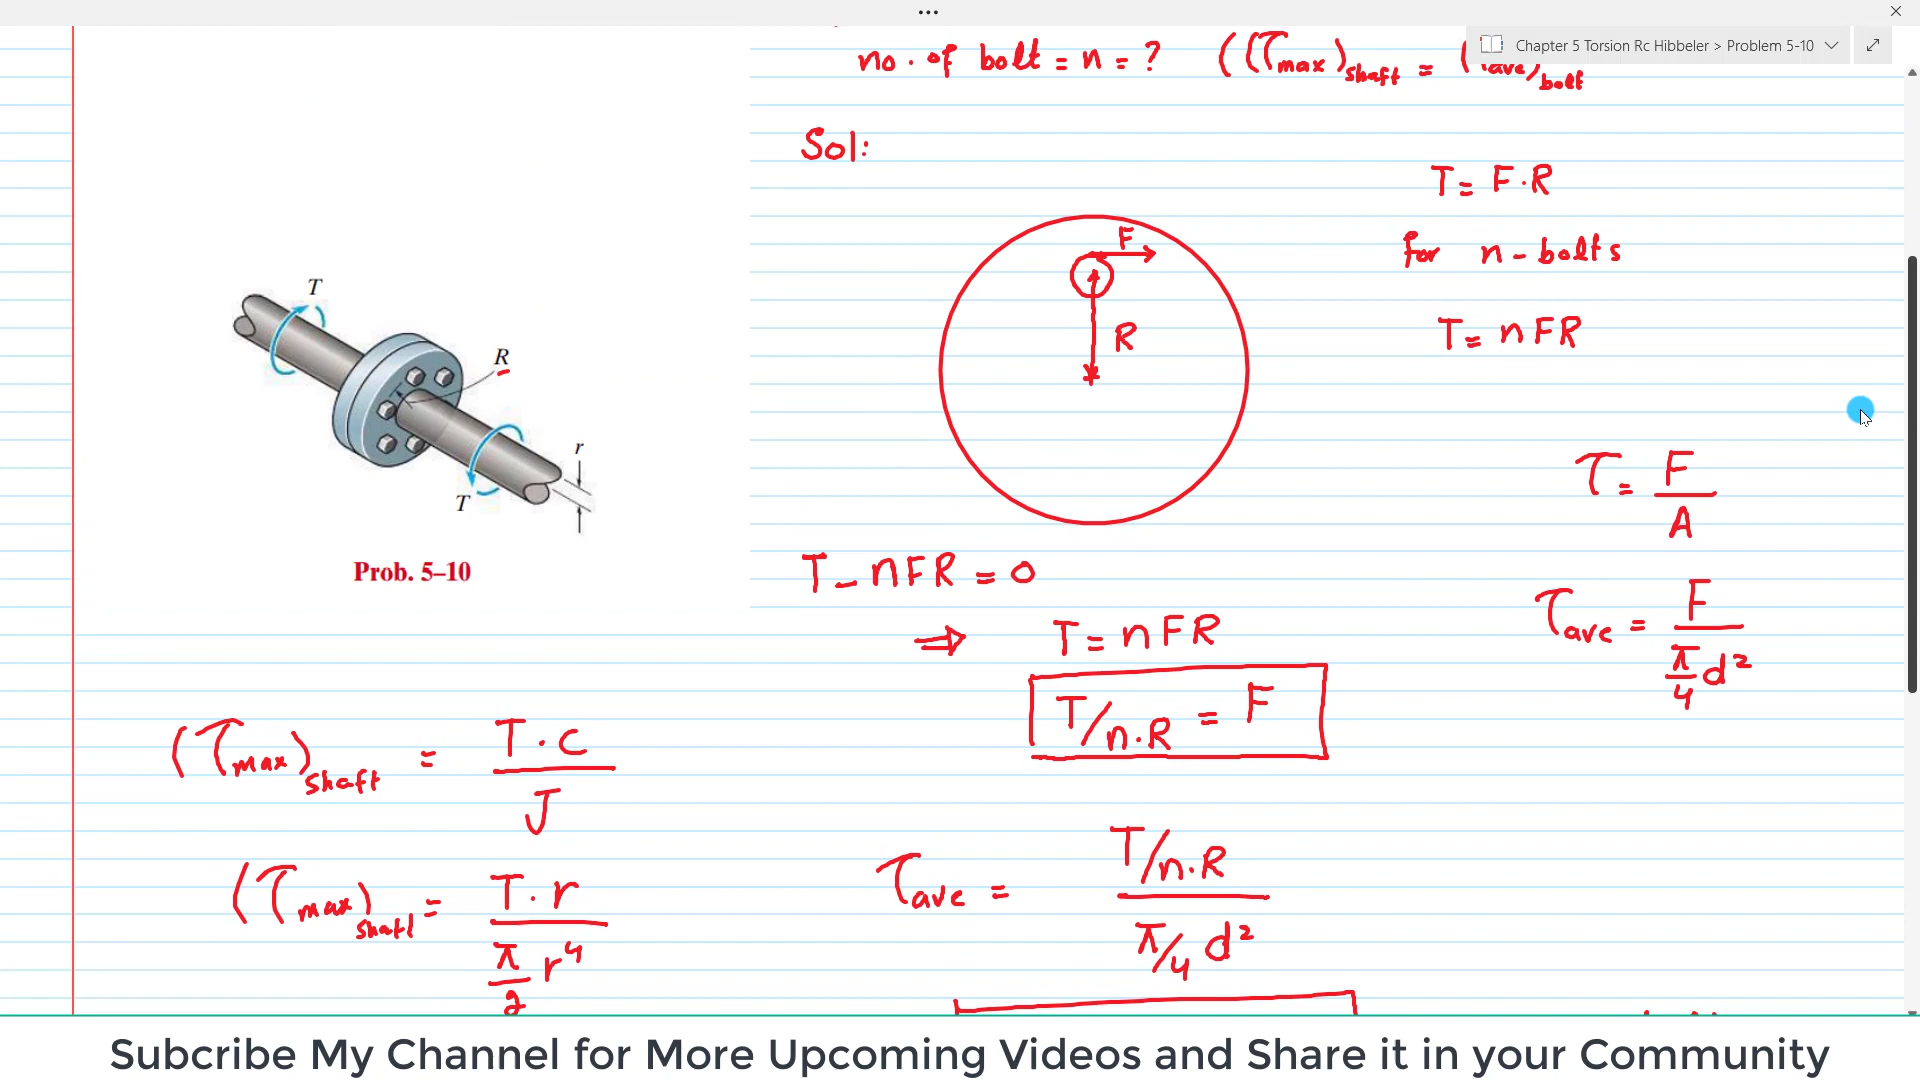 Chapter 5 Torsion Rc Hibbeler > Problem 5-10
no. of bolt = n = ? ((τmax)shaft = (τave)bolt
Sol:
T = F.R
for n-bolts
T = nFR
F
R
T
R
r
T
Prob. 5–10
τ = F/A
τave = F / π/4 d²
T - nFR = 0
⇒ T = nFR
T/n.R = F
(τmax)shaft = T.c / J
τave = T/n.R / π/4 d²
(τmax)shaft = T.r / π/2 r⁴
Subcribe My Channel for More Upcoming Videos and Share it in your Community